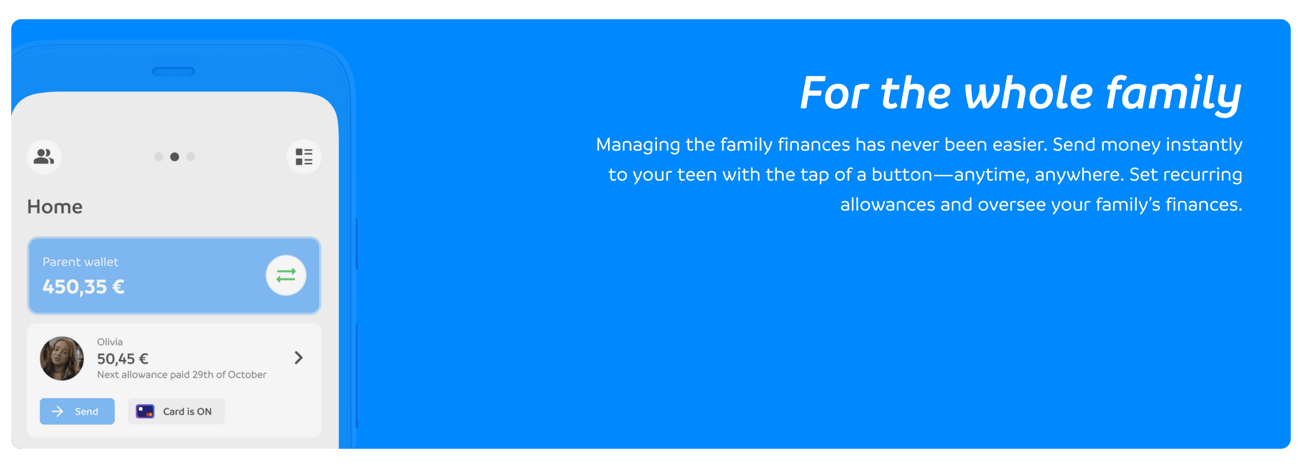 For the whole family
Managing the family finances has never been easier. Send money instantly
to your teen with the tap of a button—anytime, anywhere. Set recurring
allowances and oversee your family’s finances.
Home
Parent wallet
450,35 €
Olivia
50,45 €
Next allowance paid 29th of October
Send
Card is ON